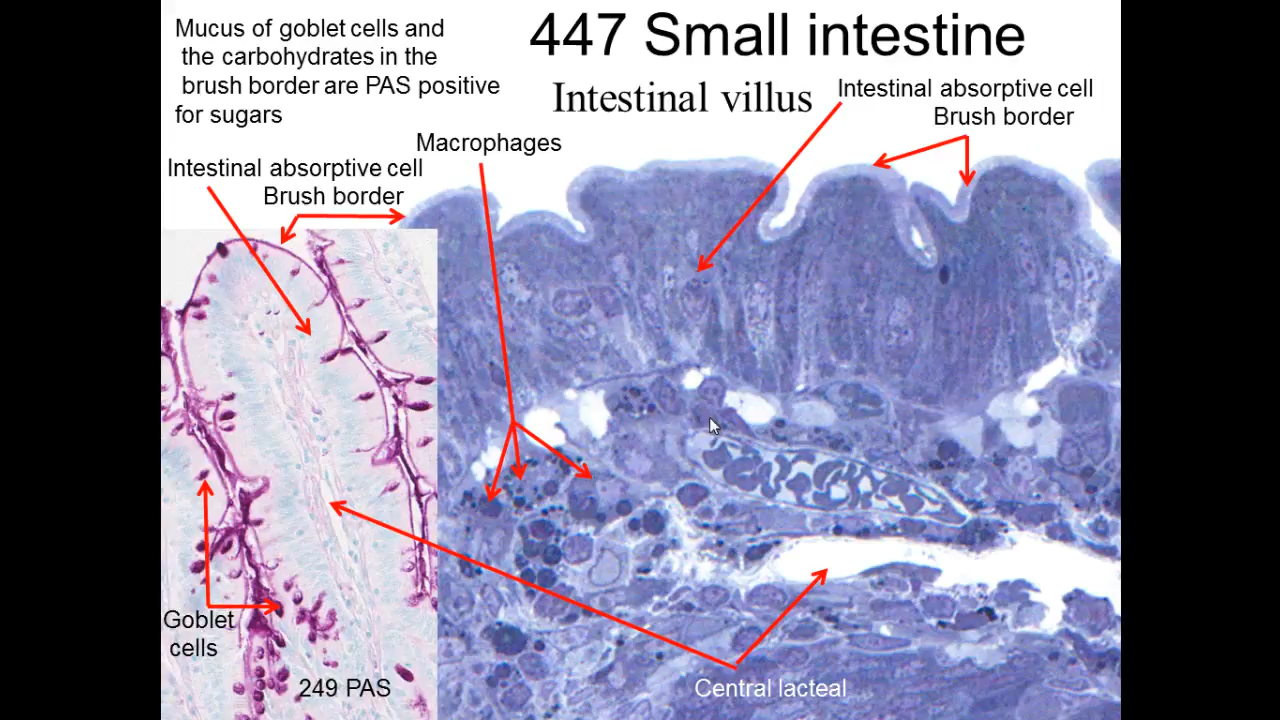 Mucus of goblet cells and
the carbohydrates in the
brush border are PAS positive
for sugars
447 Small intestine
Intestinal villus
Intestinal absorptive cell
Brush border
Macrophages
Intestinal absorptive cell
Brush border
Goblet
cells
249 PAS
Central lacteal